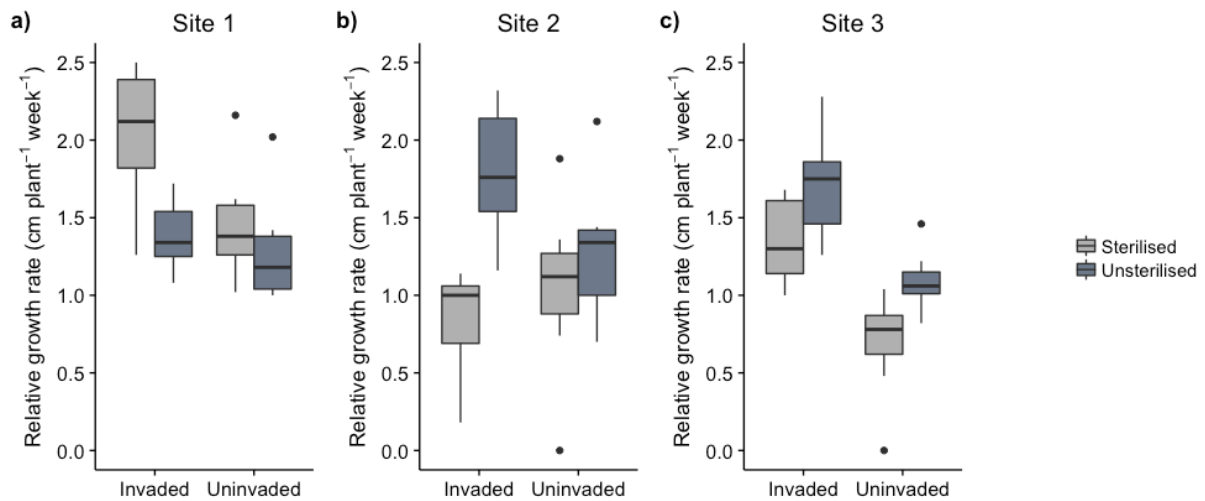 a)
Site 1
Relative growth rate (cm plant⁻¹ week⁻¹)
2.5
2.0
1.5
1.0
0.5
0.0
Invaded
Uninvaded
b)
Site 2
Relative growth rate (cm plant⁻¹ week⁻¹)
2.5
2.0
1.5
1.0
0.5
0.0
Invaded
Uninvaded
c)
Site 3
Relative growth rate (cm plant⁻¹ week⁻¹)
2.5
2.0
1.5
1.0
0.5
0.0
Invaded
Uninvaded
Sterilised
Unsterilised